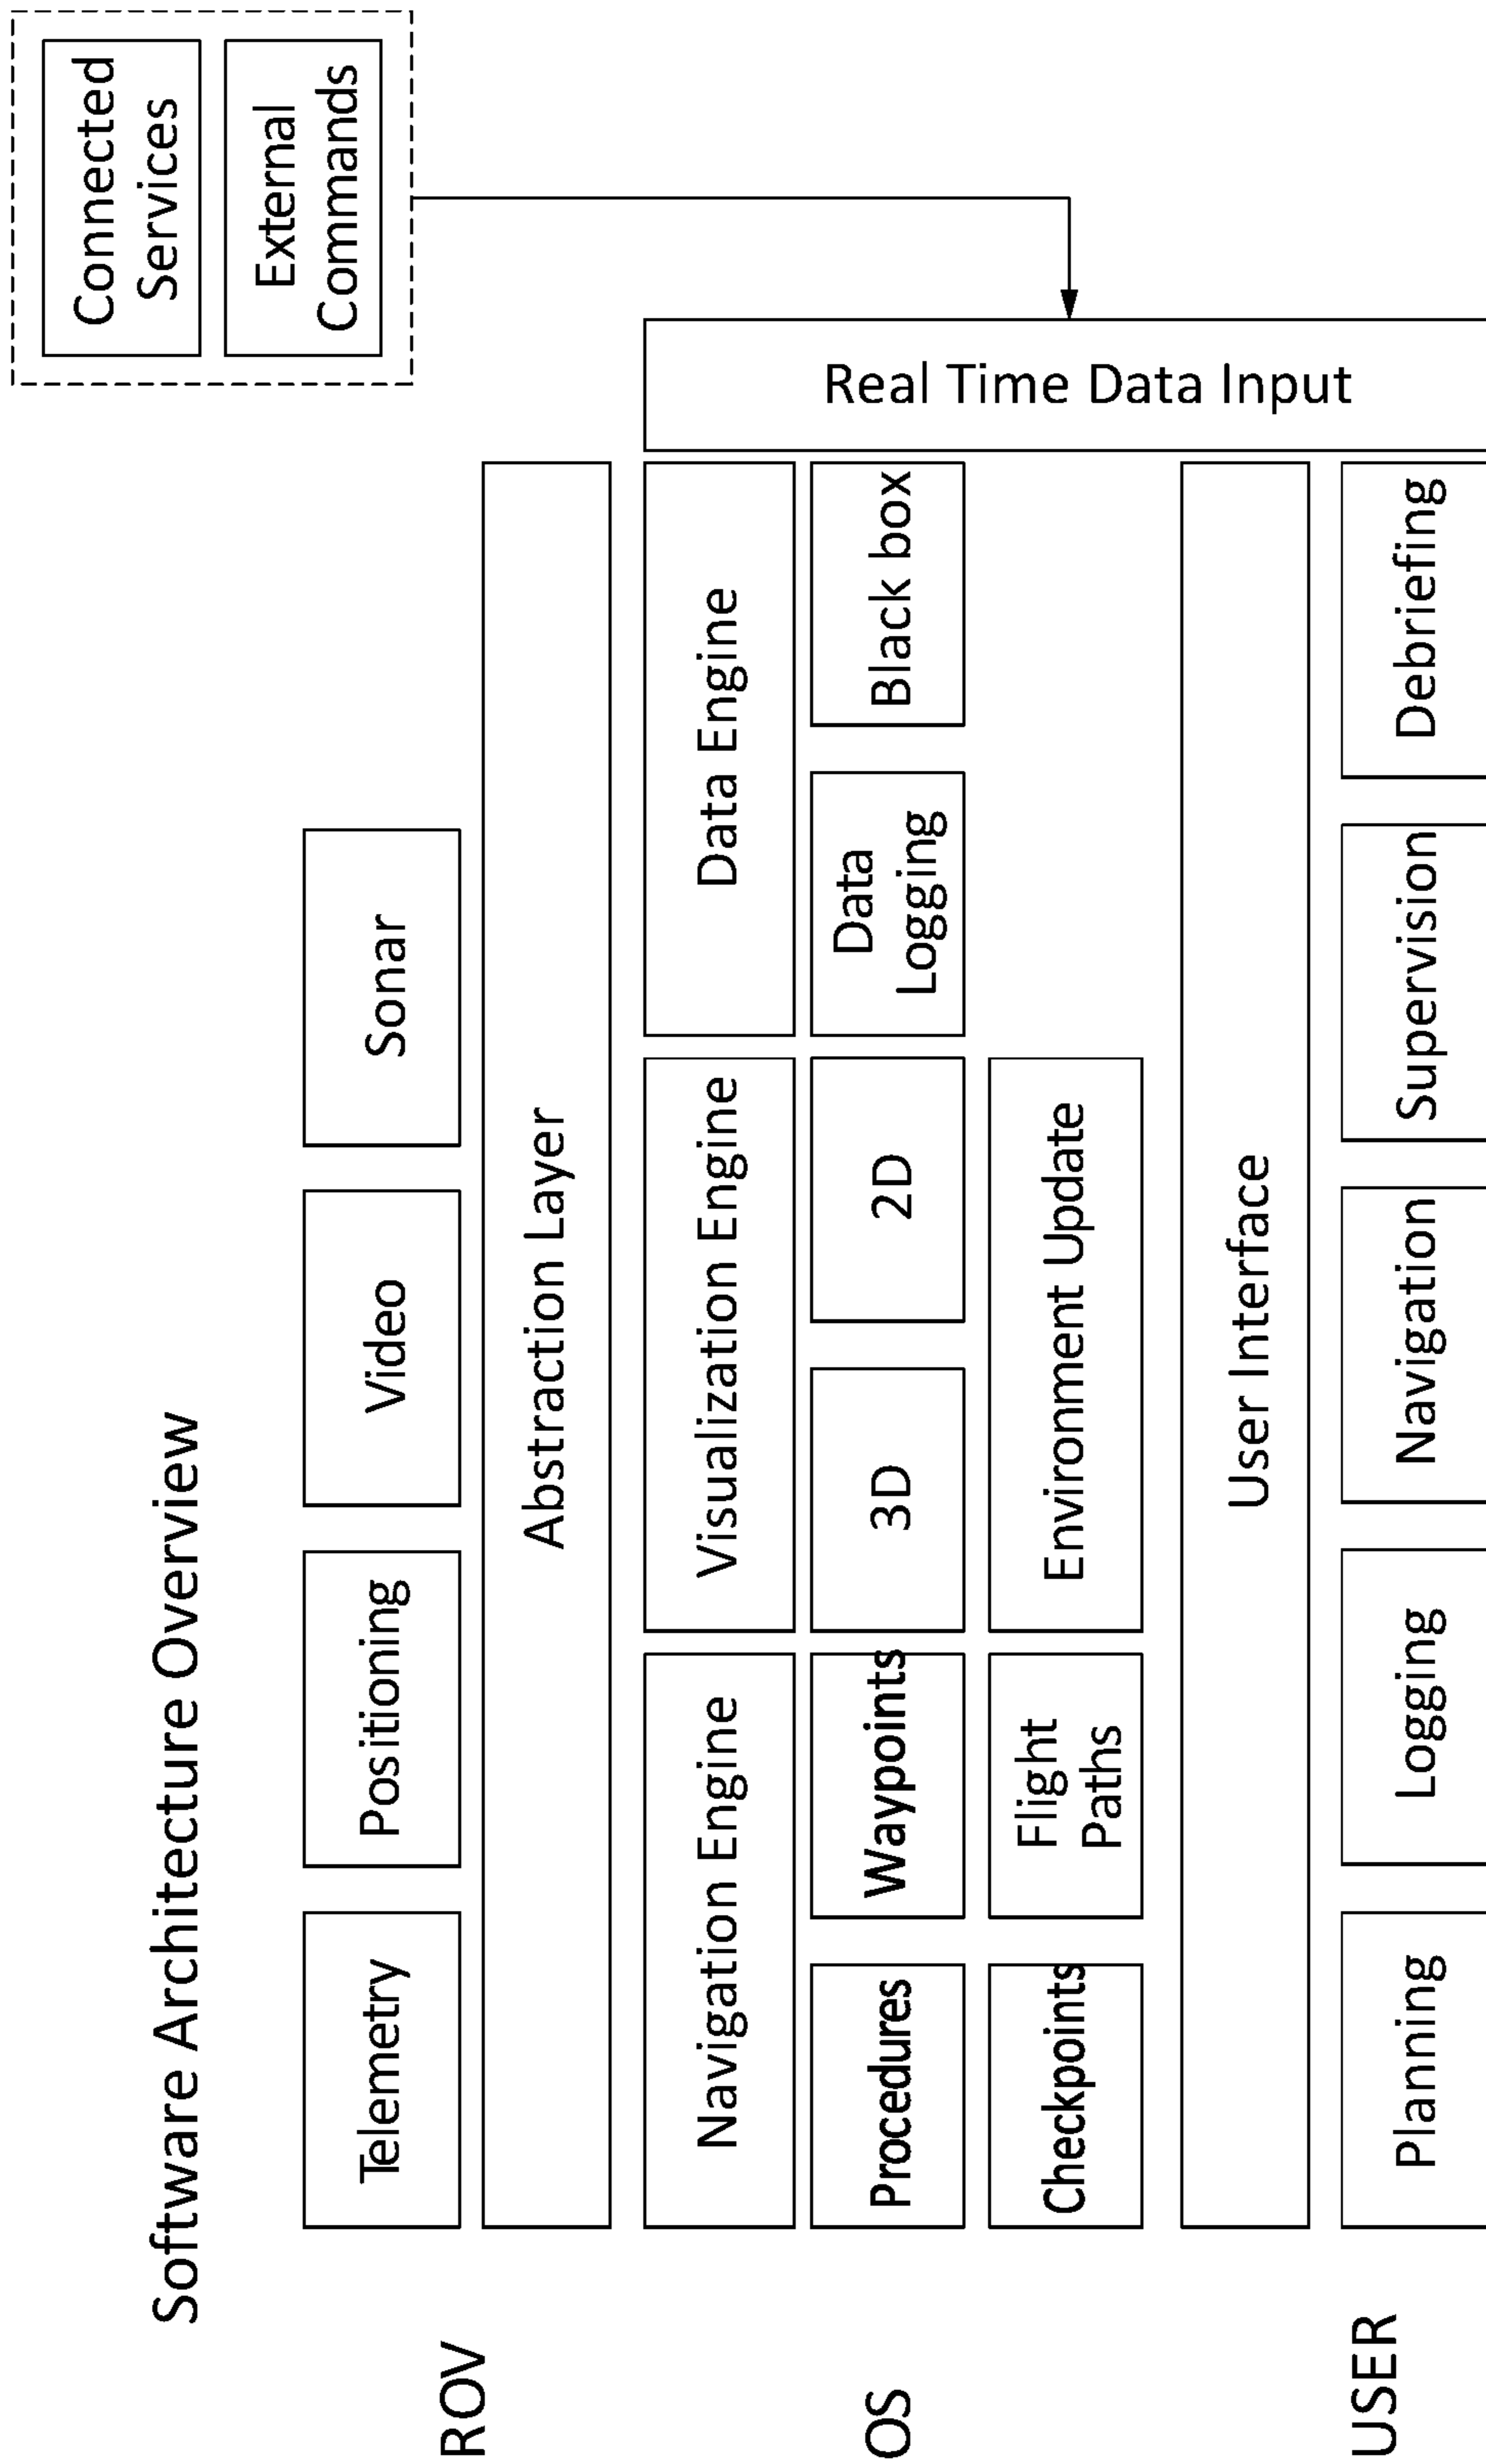 Software Architecture Overview
Connected
Services
External
Commands
ROV
Telemetry
Positioning
Video
Sonar
Abstraction Layer
OS
Navigation Engine
Visualization Engine
Data Engine
Real Time Data Input
Procedures
Waypoints
3D
2D
Data
Logging
Black box
Checkpoints
Flight
Paths
Environment Update
User Interface
USER
Planning
Logging
Navigation
Supervision
Debriefing